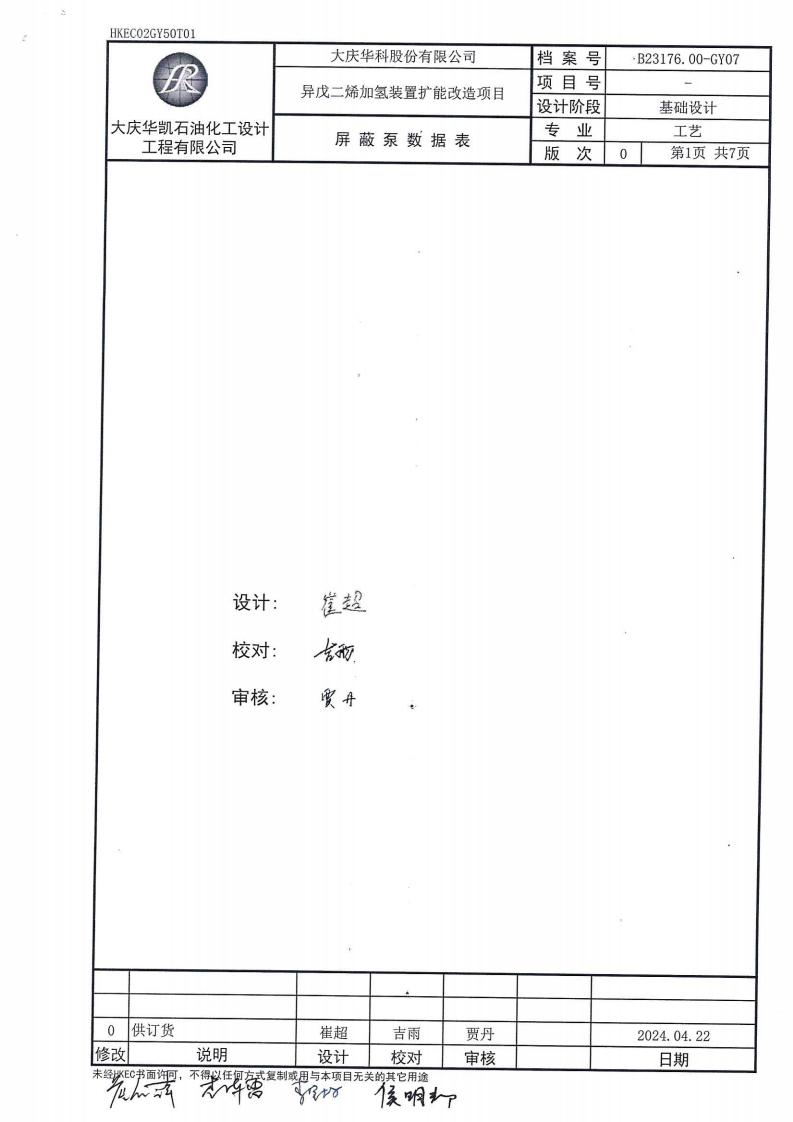 HKEC02GY50T01
大庆华凯石油化工设计
工程有限公司
大庆华科股份有限公司
异戊二烯加氢装置扩能改造项目
屏蔽泵数据表
档案号 B23176.00-GY07
项目号 -
设计阶段 基础设计
专业 工艺
版次 0 第1页 共7页
设计： 崔超
校对： 吉雨
审核： 贾丹
0 供订货 崔超 吉雨 贾丹 2024.04.22
修改 说明 设计 校对 审核 日期
未经HKEC书面许可，不得以任何方式复制或用与本项目无关的其它用途